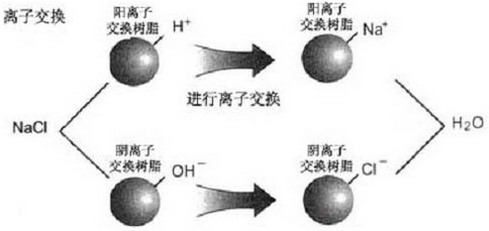 离子交换
阳离子
交换树脂
H⁺
阳离子
交换树脂
Na⁺
进行离子交换
NaCl
H₂O
阴离子
交换树脂
OH⁻
阴离子
交换树脂
Cl⁻